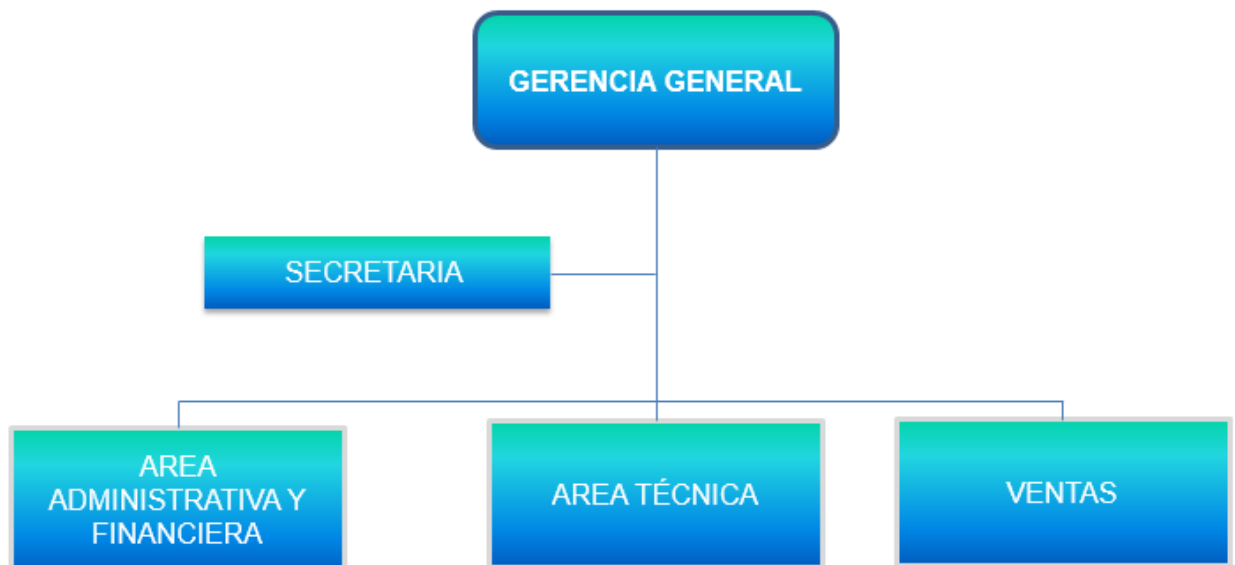 GERENCIA GENERAL
SECRETARIA
AREA
ADMINISTRATIVA Y
FINANCIERA
AREA TÉCNICA
VENTAS